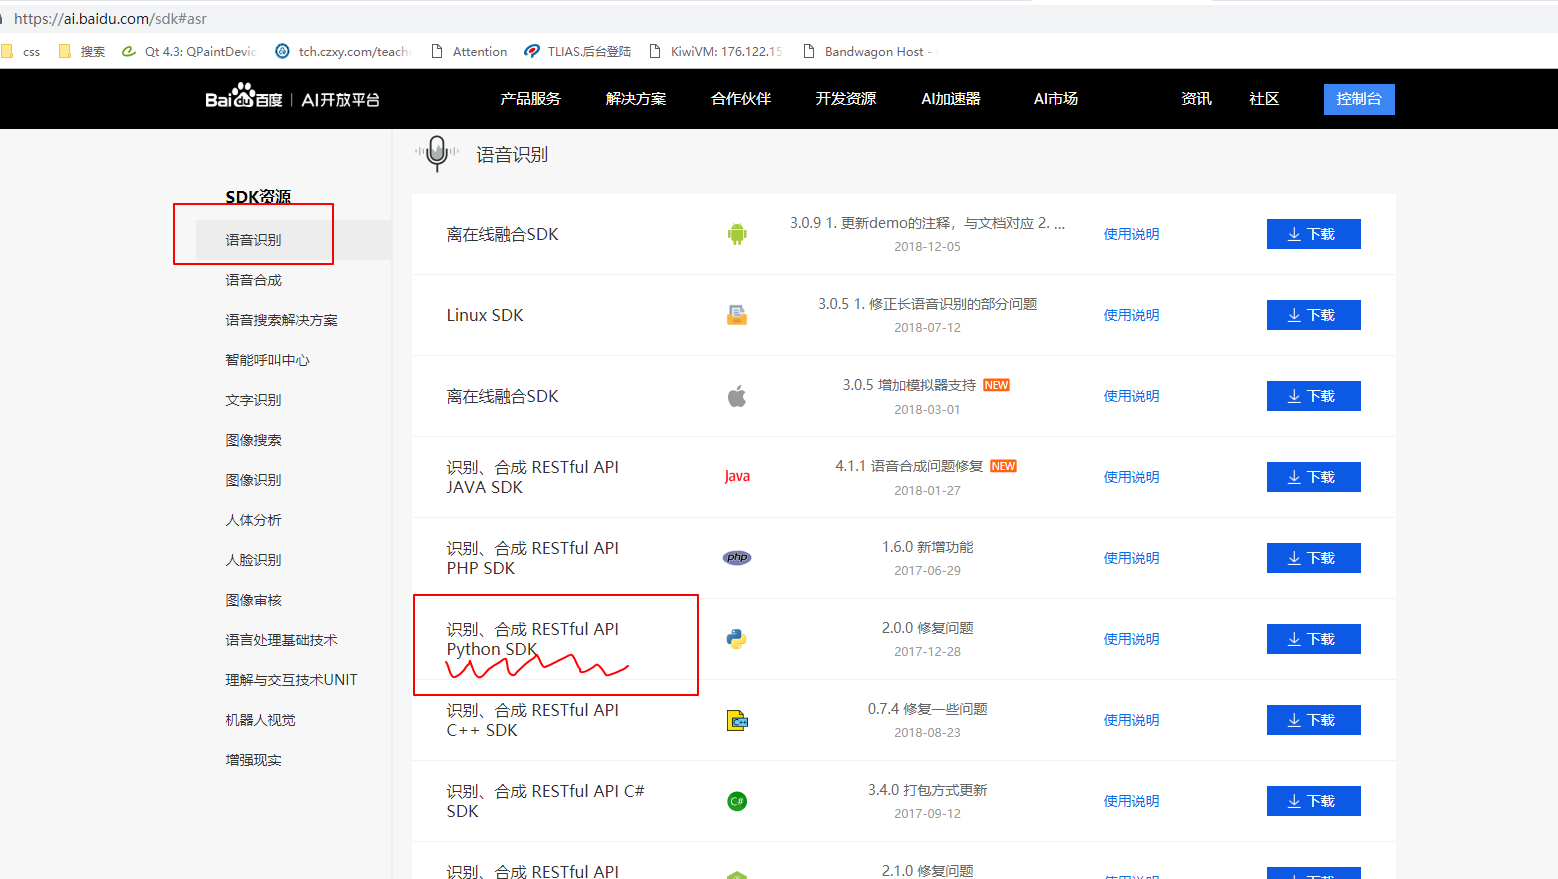 https://ai.baidu.com/sdk#asr
css
搜索
Qt 4.3: QPaintDevic
tch.czxy.com/teache
Attention
TLIAS.后台登陆
KiwiVM: 176.122.15
Bandwagon Host -
Bai du 百度 | AI开放平台
产品服务
解决方案
合作伙伴
开发资源
AI加速器
AI市场
资讯
社区
控制台
SDK资源
语音识别
语音合成
语音搜索解决方案
智能呼叫中心
文字识别
图像搜索
图像识别
人体分析
人脸识别
图像审核
语言处理基础技术
理解与交互技术UNIT
机器人视觉
增强现实
语音识别
离在线融合SDK
3.0.9 1. 更新demo的注释，与文档对应 2. ...
2018-12-05
使用说明
下载
Linux SDK
3.0.5 1. 修正长语音识别的部分问题
2018-07-12
使用说明
下载
离在线融合SDK
3.0.5 增加模拟器支持 NEW
2018-03-01
使用说明
下载
识别、合成 RESTful API
JAVA SDK
Java
4.1.1 语音合成问题修复 NEW
2018-01-27
使用说明
下载
识别、合成 RESTful API
PHP SDK
php
1.6.0 新增功能
2017-06-29
使用说明
下载
识别、合成 RESTful API
Python SDK
2.0.0 修复问题
2017-12-28
使用说明
下载
识别、合成 RESTful API
C++ SDK
C++
0.7.4 修复一些问题
2018-08-23
使用说明
下载
识别、合成 RESTful API C#
SDK
C#
3.4.0 打包方式更新
2017-09-12
使用说明
下载
识别、合成 RESTful API
2.1.0 修复问题